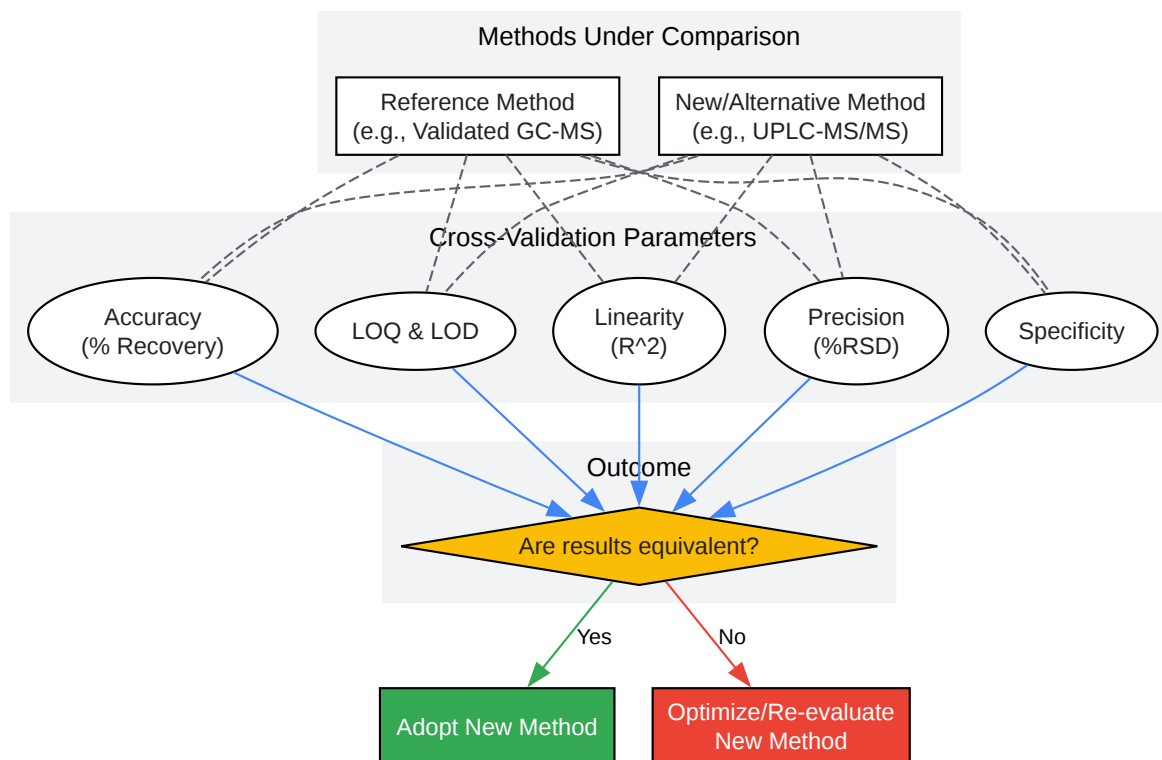 Methods Under Comparison
Reference Method
(e.g., Validated GC-MS)
New/Alternative Method
(e.g., UPLC-MS/MS)
Cross-Validation Parameters
Accuracy
(% Recovery)
LOQ & LOD
Linearity
(R^2)
Precision
(%RSD)
Specificity
Outcome
Are results equivalent?
Yes
No
Adopt New Method
Optimize/Re-evaluate
New Method